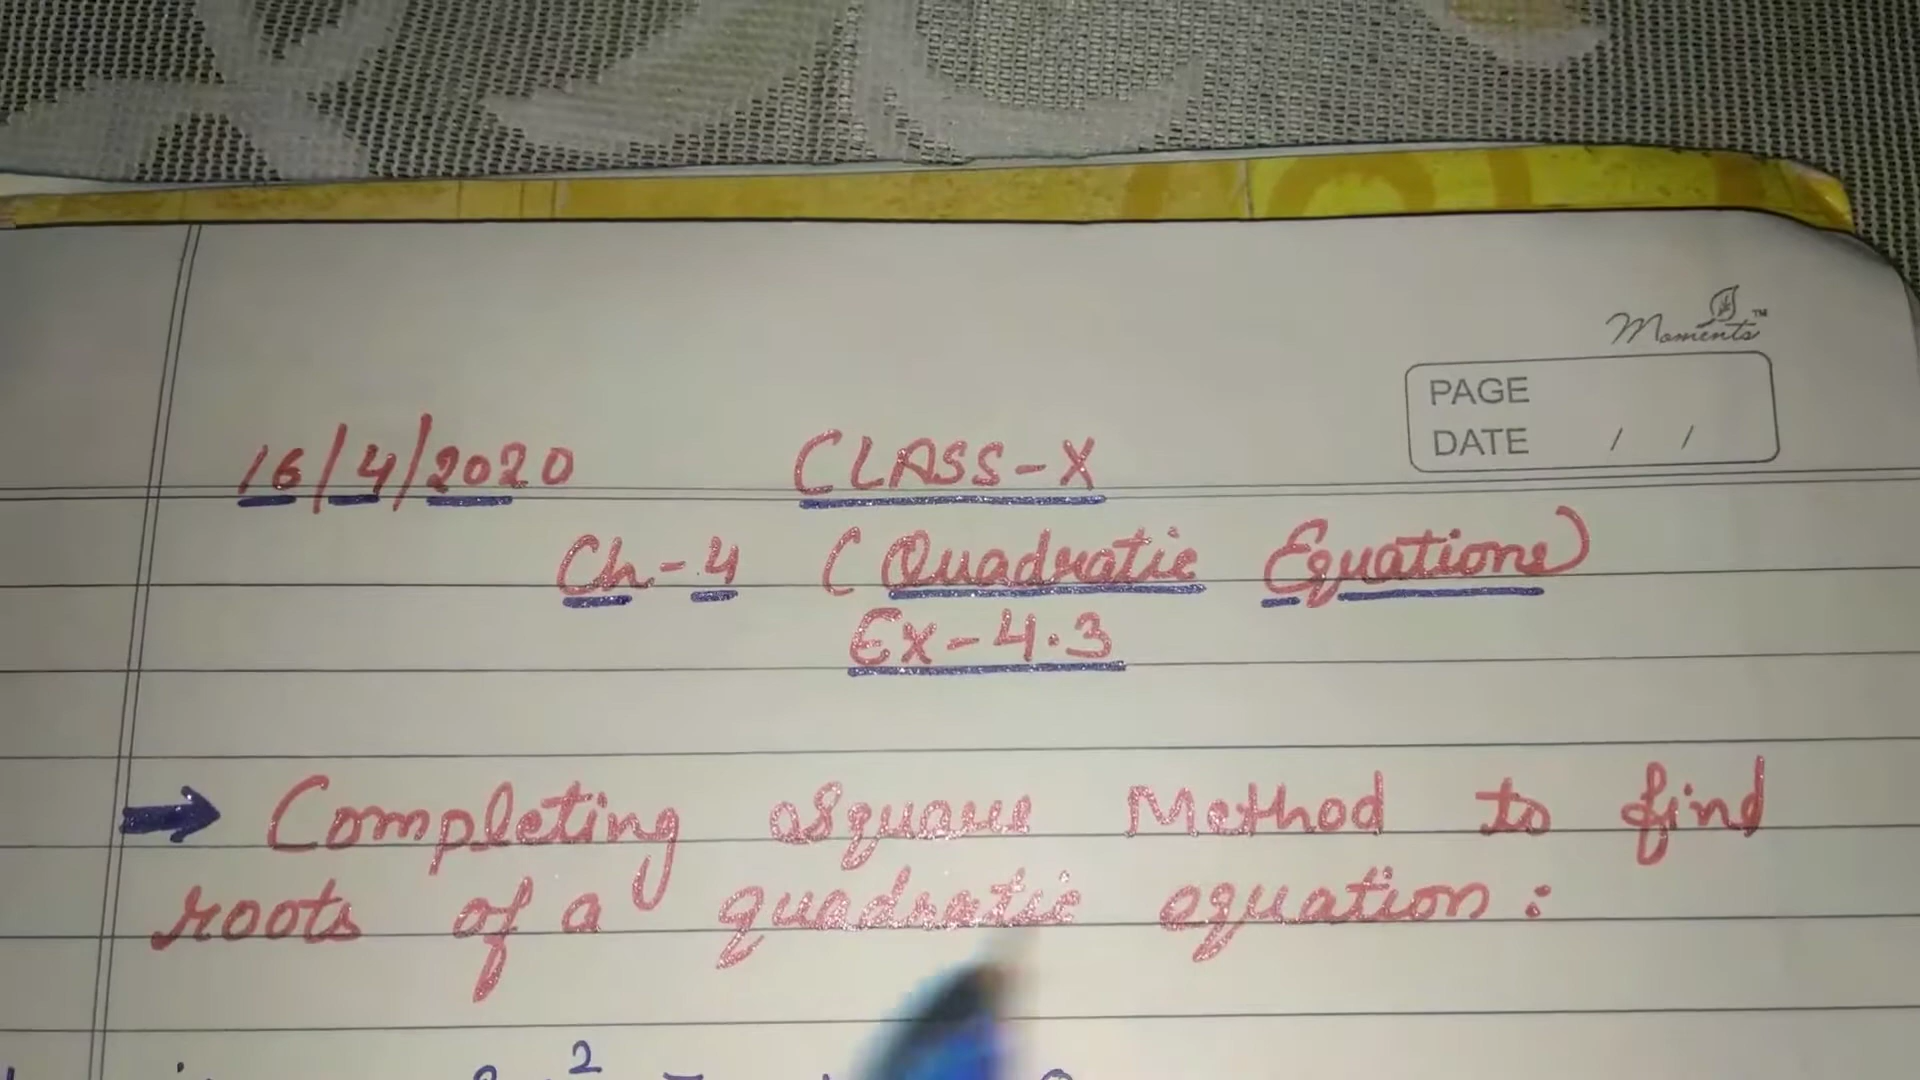 Moments™
PAGE
DATE / /
16/4/2020 CLASS-X
Ch-4 (Quadratic Equations)
Ex-4.3
→ Completing Square Method to find
roots of a quadratic equation: